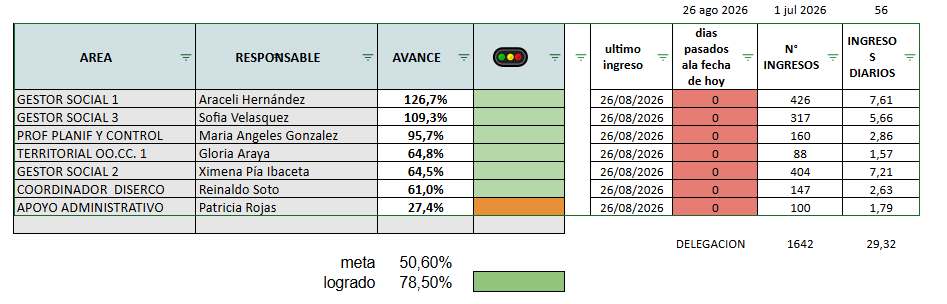 26 ago 2026 1 jul 2026 56
AREA RESPONSABLE AVANCE ultimo ingreso dias pasados ala fecha de hoy N° INGRESOS INGRESOS DIARIOS
GESTOR SOCIAL 1 Araceli Hernández 126,7% 26/08/2026 0 426 7,61
GESTOR SOCIAL 3 Sofia Velasquez 109,3% 26/08/2026 0 317 5,66
PROF PLANIF Y CONTROL Maria Angeles Gonzalez 95,7% 26/08/2026 0 160 2,86
TERRITORIAL OO.CC. 1 Gloria Araya 64,8% 26/08/2026 0 88 1,57
GESTOR SOCIAL 2 Ximena Pía Ibaceta 64,5% 26/08/2026 0 404 7,21
COORDINADOR DISERCO Reinaldo Soto 61,0% 26/08/2026 0 147 2,63
APOYO ADMINISTRATIVO Patricia Rojas 27,4% 26/08/2026 0 100 1,79
DELEGACION 1642 29,32
meta 50,60%
logrado 78,50%